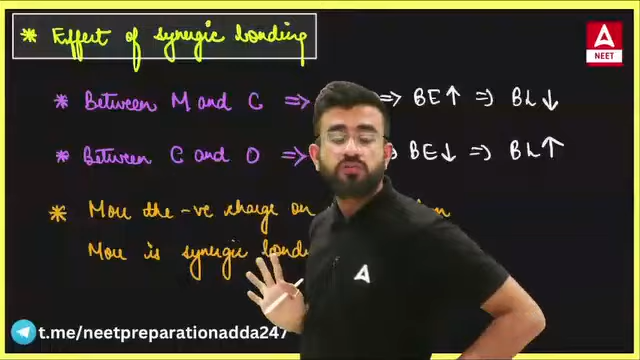 * Effect of synergic bonding
A
NEET
* Between M and C ⇒ ⇒ BE↑ ⇒ BL↓
* Between C and O ⇒ BE↓ ⇒ BL↑
* More the -ve charge on
More is synergic
A
t.me/neetpreparationadda247